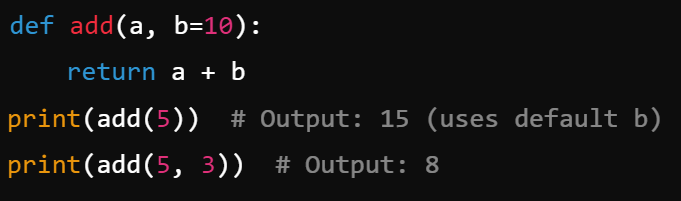 def add(a, b=10):
    return a + b
print(add(5))  # Output: 15 (uses default b)
print(add(5, 3))  # Output: 8